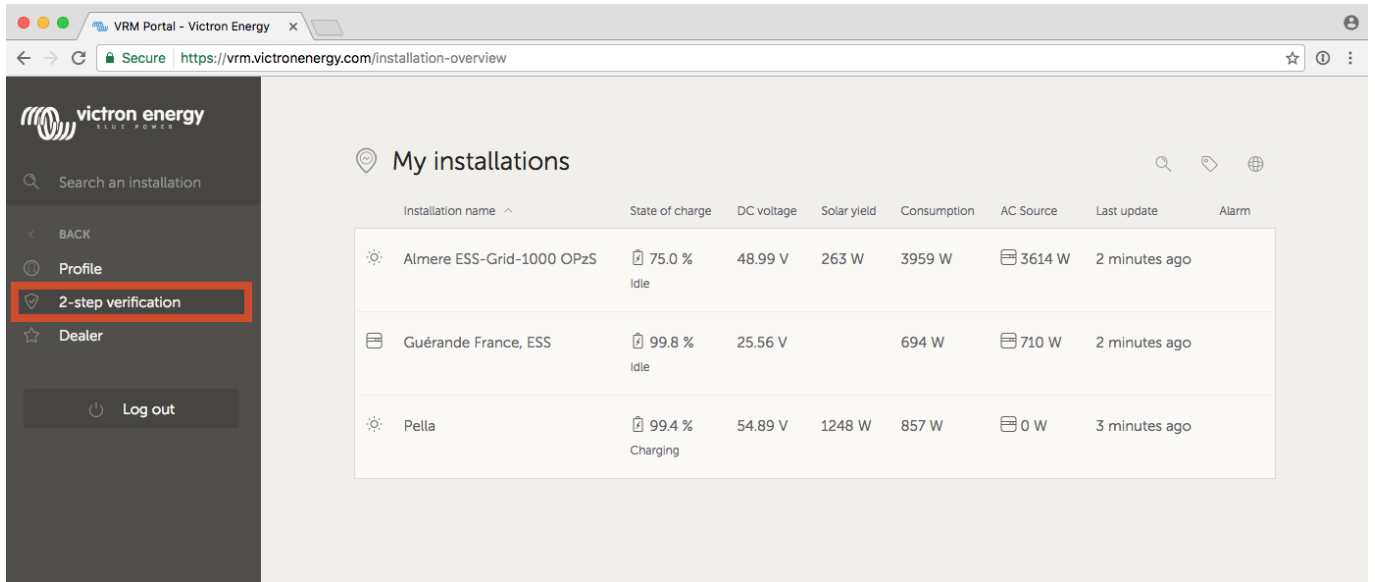 VRM Portal - Victron Energy
Secure https://vrm.victronenergy.com/installation-overview
victron energy
BLUE POWER
Search an installation
BACK
Profile
2-step verification
Dealer
Log out
My installations
Installation name State of charge DC voltage Solar yield Consumption AC Source Last update Alarm
Almere ESS-Grid-1000 OPzS 75.0 % 48.99 V 263 W 3959 W 3614 W 2 minutes ago
Idle
Guérande France, ESS 99.8 % 25.56 V 694 W 710 W 2 minutes ago
Idle
Pella 99.4 % 54.89 V 1248 W 857 W 0 W 3 minutes ago
Charging